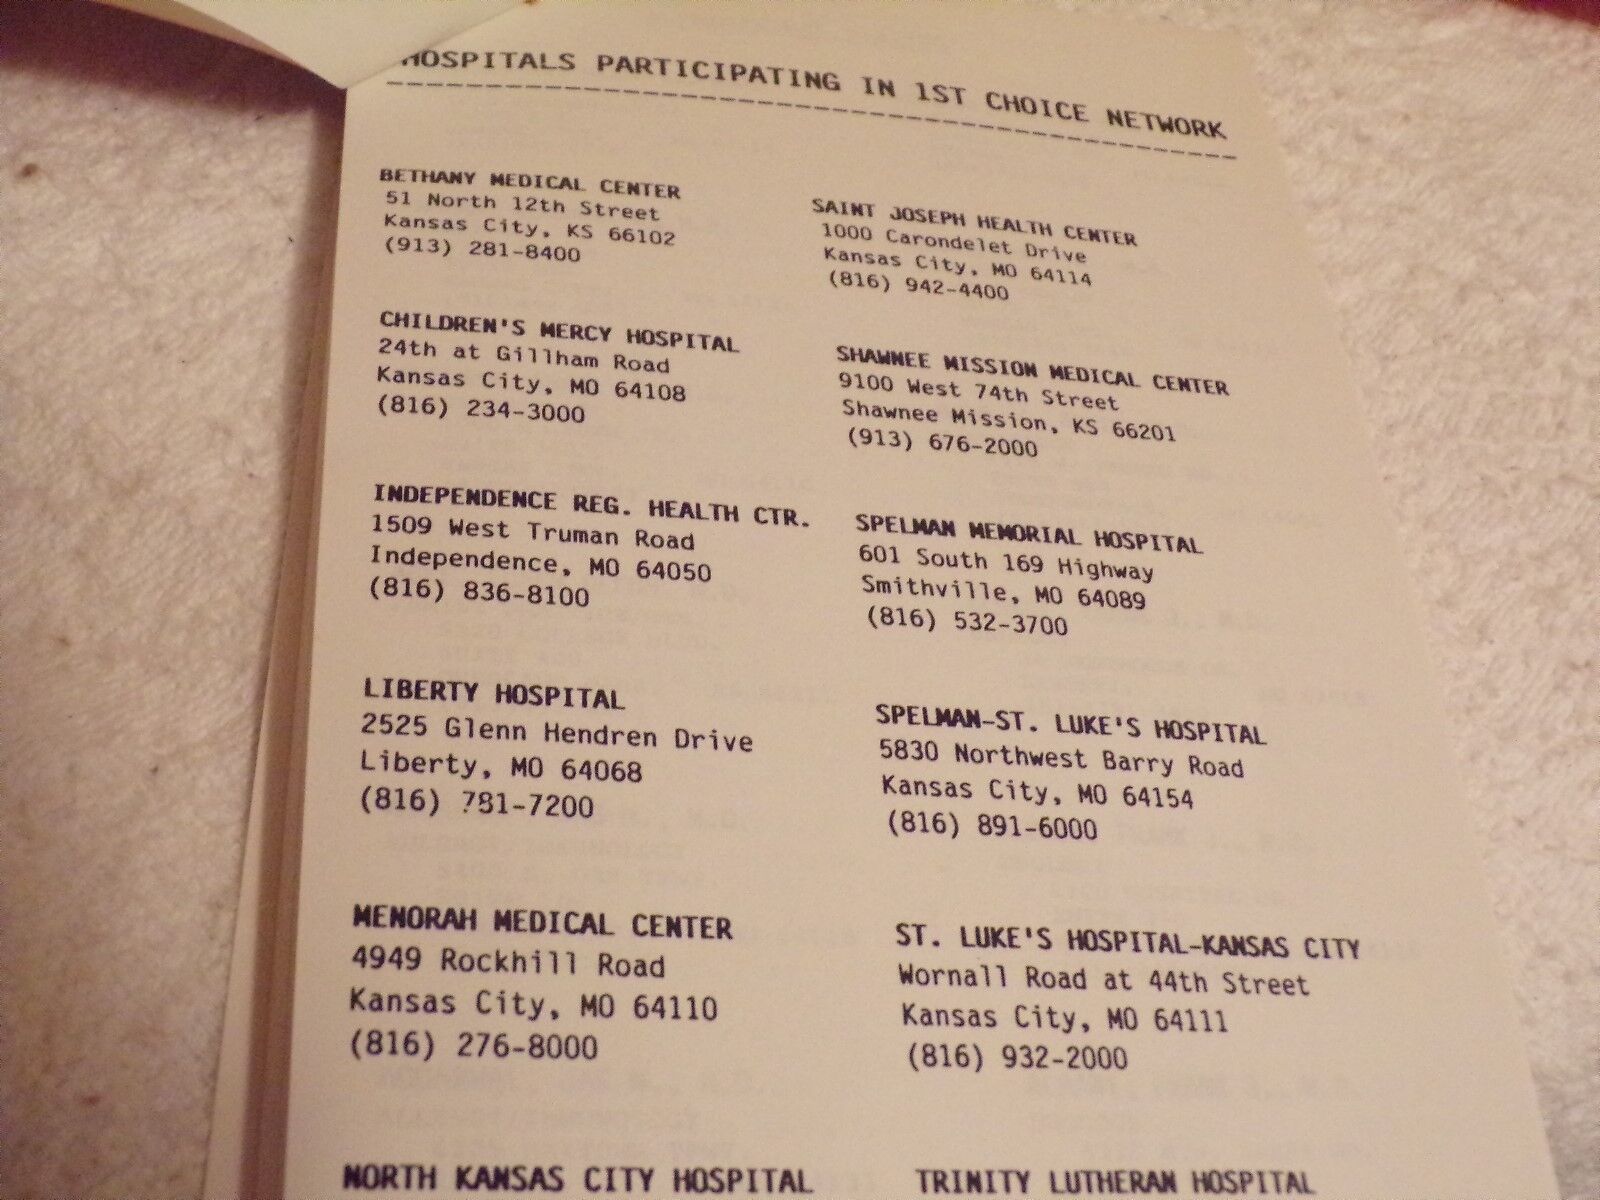 HOSPITALS PARTICIPATING IN 1ST CHOICE NETWORK
BETHANY MEDICAL CENTER
51 North 12th Street
Kansas City, KS 66102
(913) 281-8400
CHILDREN'S MERCY HOSPITAL
24th at Gillham Road
Kansas City, MO 64108
(816) 234-3000
INDEPENDENCE REG. HEALTH CTR.
1509 West Truman Road
Independence, MO 64050
(816) 836-8100
LIBERTY HOSPITAL
2525 Glenn Hendren Drive
Liberty, MO 64068
(816) 781-7200
MENORAH MEDICAL CENTER
4949 Rockhill Road
Kansas City, MO 64110
(816) 276-8000
NORTH KANSAS CITY HOSPITAL
SAINT JOSEPH HEALTH CENTER
1000 Carondelet Drive
Kansas City, MO 64114
(816) 942-4400
SHAWNEE MISSION MEDICAL CENTER
9100 West 74th Street
Shawnee Mission, KS 66201
(913) 676-2000
SPELMAN MEMORIAL HOSPITAL
601 South 169 Highway
Smithville, MO 64089
(816) 532-3700
SPELMAN-ST. LUKE'S HOSPITAL
5830 Northwest Barry Road
Kansas City, MO 64154
(816) 891-6000
ST. LUKE'S HOSPITAL-KANSAS CITY
Wornall Road at 44th Street
Kansas City, MO 64111
(816) 932-2000
TRINITY LUTHERAN HOSPITAL